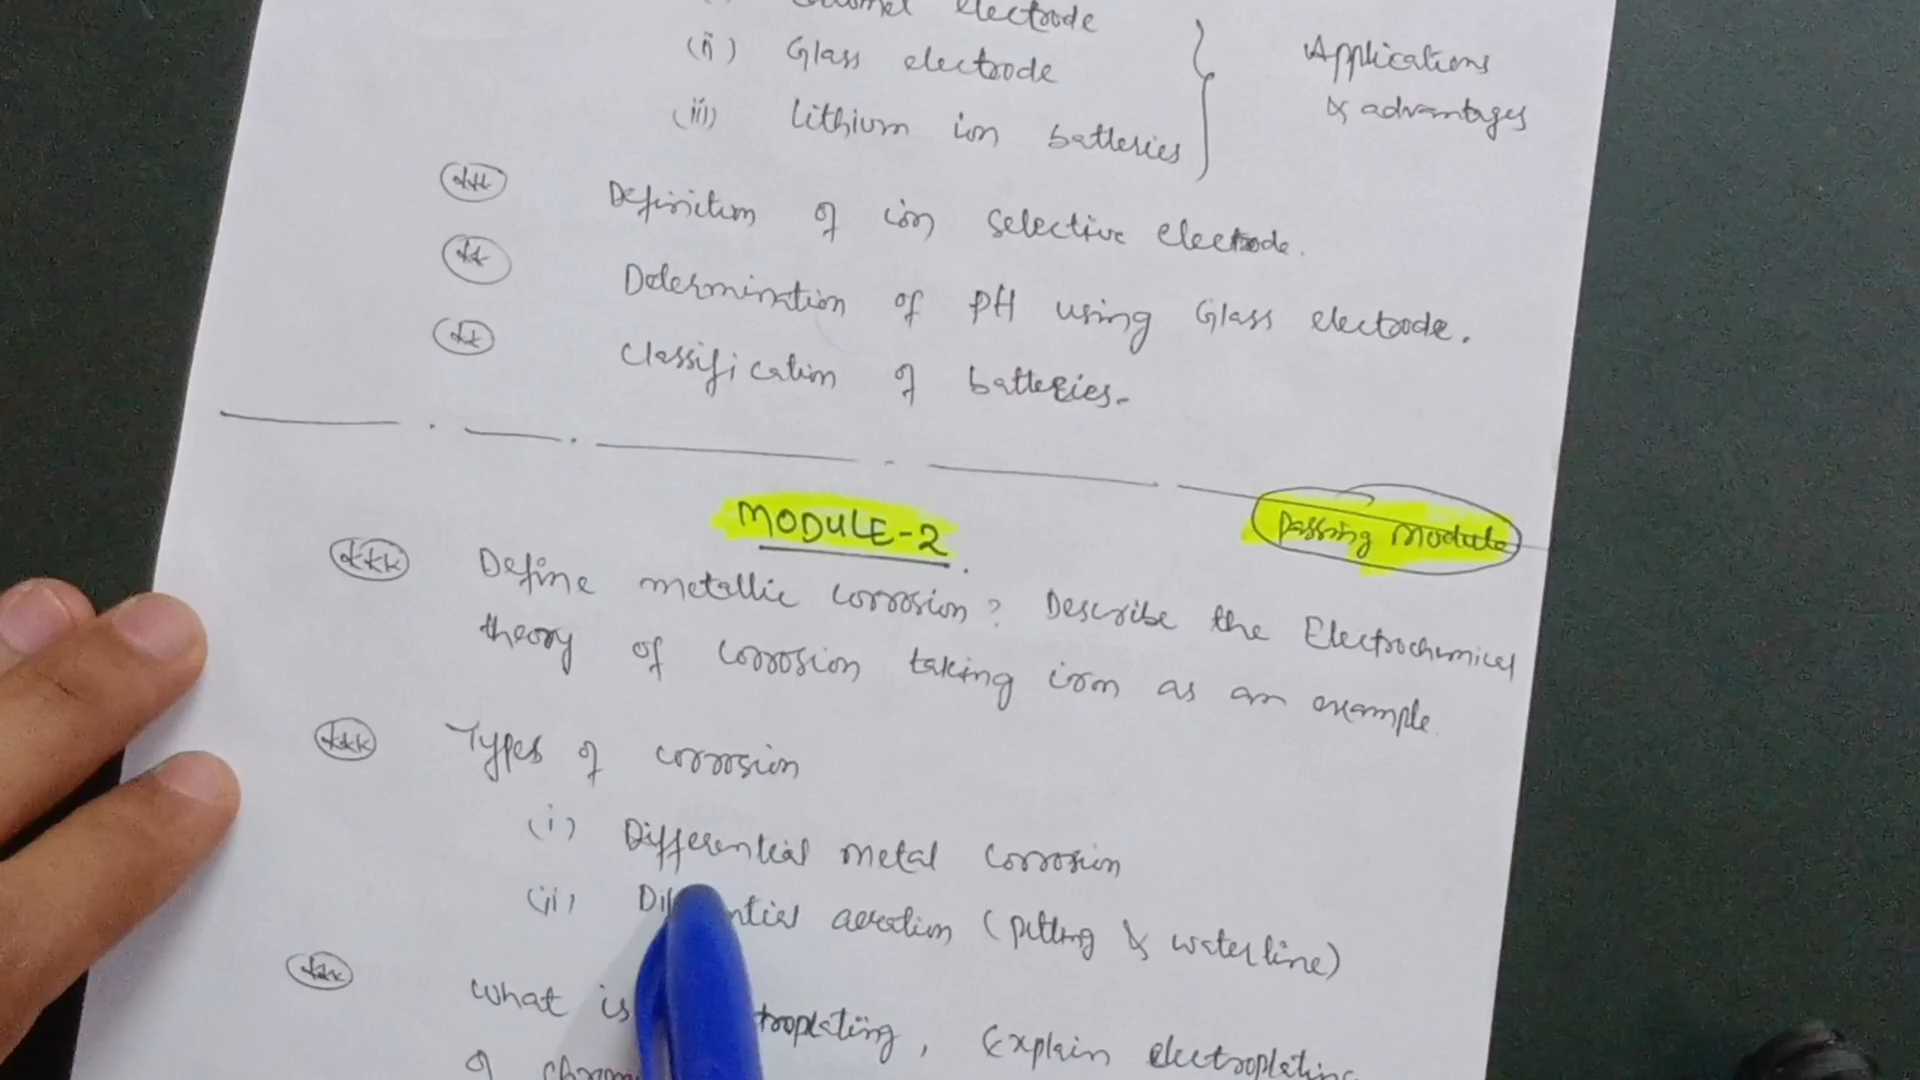 electrode
(ii) Glass electrode
(iii) Lithium ion batteries
Applications
& advantages
Definition of ion selective electrode.
Determination of pH using Glass electrode.
Classification of batteries.
MODULE-2
Passing Module
Define metallic corrosion? Describe the Electrochemical
theory of corrosion taking iron as an example.
Types of corrosion
(i) Differential metal corrosion
(ii) aeration (pitting & waterline)
What is , Explain
of